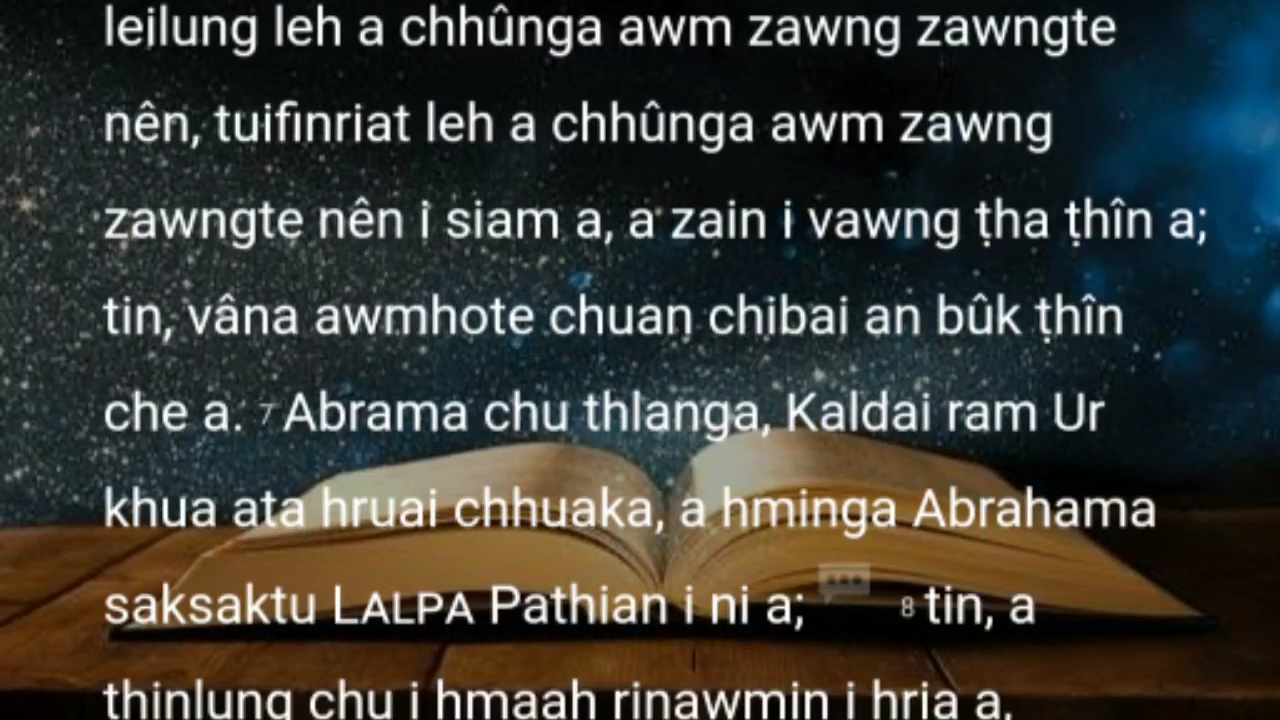 leilung leh a chhûnga awm zawng zawngte
nên, tuifinriat leh a chhûnga awm zawng
zawngte nên i siam a, a zain i vawng ṭha ṭhîn a;
tin, vâna awmhote chuan chibai an bûk ṭhîn
che a. 7 Abrama chu thlanga, Kaldai ram Ur
khua ata hruai chhuaka, a hminga Abrahama
saksaktu LALPA Pathian i ni a; 8 tin, a
thinlung chu i hmaah rinawmin i hria a,